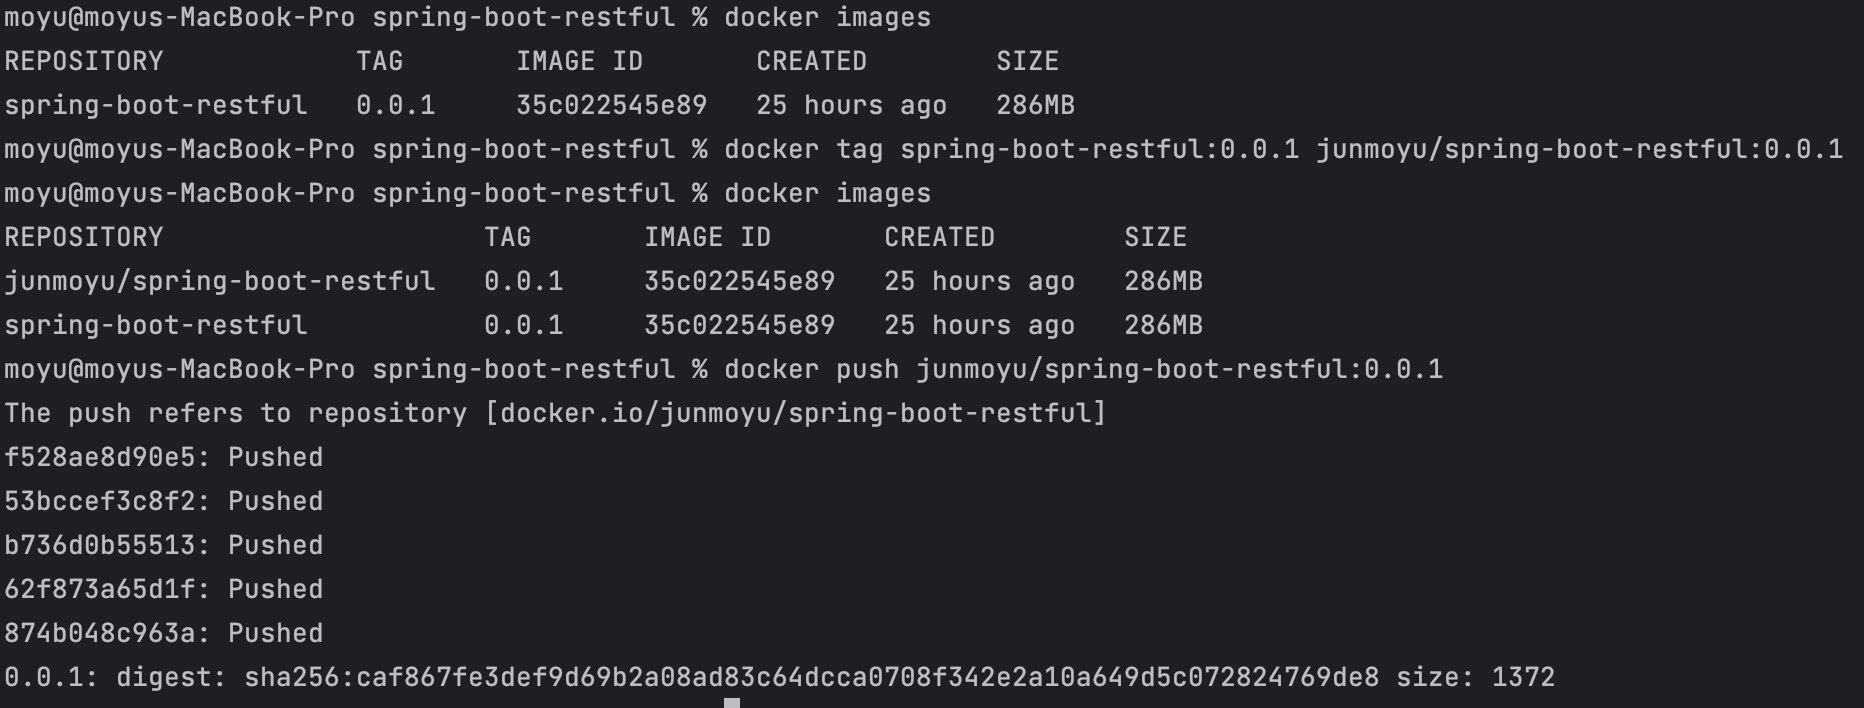 moyu@moyus-MacBook-Pro spring-boot-restful % docker images
REPOSITORY            TAG       IMAGE ID       CREATED        SIZE
spring-boot-restful   0.0.1     35c022545e89   25 hours ago   286MB
moyu@moyus-MacBook-Pro spring-boot-restful % docker tag spring-boot-restful:0.0.1 junmoyu/spring-boot-restful:0.0.1
moyu@moyus-MacBook-Pro spring-boot-restful % docker images
REPOSITORY                    TAG       IMAGE ID       CREATED        SIZE
junmoyu/spring-boot-restful   0.0.1     35c022545e89   25 hours ago   286MB
spring-boot-restful           0.0.1     35c022545e89   25 hours ago   286MB
moyu@moyus-MacBook-Pro spring-boot-restful % docker push junmoyu/spring-boot-restful:0.0.1
The push refers to repository [docker.io/junmoyu/spring-boot-restful]
f528ae8d90e5: Pushed
53bccef3c8f2: Pushed
b736d0b55513: Pushed
62f873a65d1f: Pushed
874b048c963a: Pushed
0.0.1: digest: sha256:caf867fe3def9d69b2a08ad83c64dcca0708f342e2a10a649d5c072824769de8 size: 1372